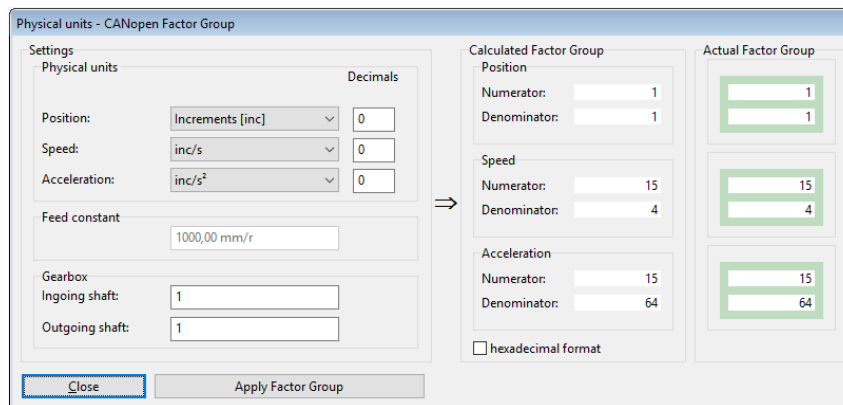 Physical units - CANopen Factor Group
Settings
Physical units
Decimals
Position: Increments [inc] 0
Speed: inc/s 0
Acceleration: inc/s² 0
Feed constant
1000,00 mm/r
Gearbox
Ingoing shaft: 1
Outgoing shaft: 1
⇒
Calculated Factor Group
Position
Numerator: 1
Denominator: 1
Speed
Numerator: 15
Denominator: 4
Acceleration
Numerator: 15
Denominator: 64
hexadecimal format
Actual Factor Group
1
1
15
4
15
64
Close
Apply Factor Group